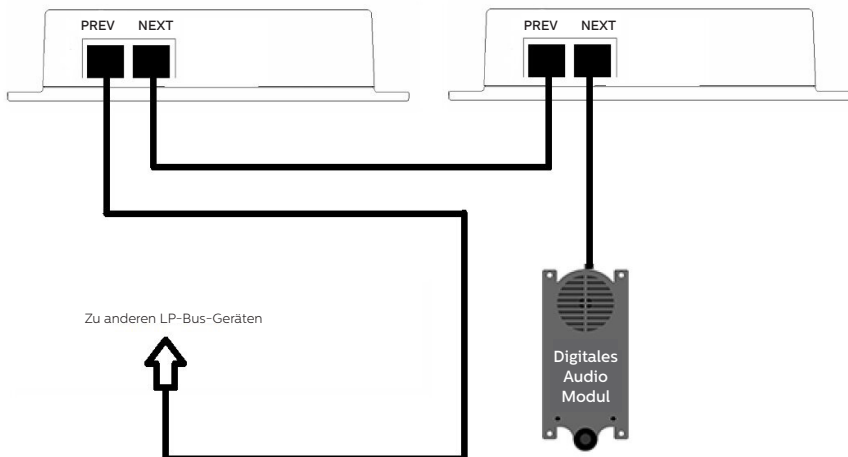 PREV NEXT
PREV NEXT
Zu anderen LP-Bus-Geräten
Digitales
Audio
Modul